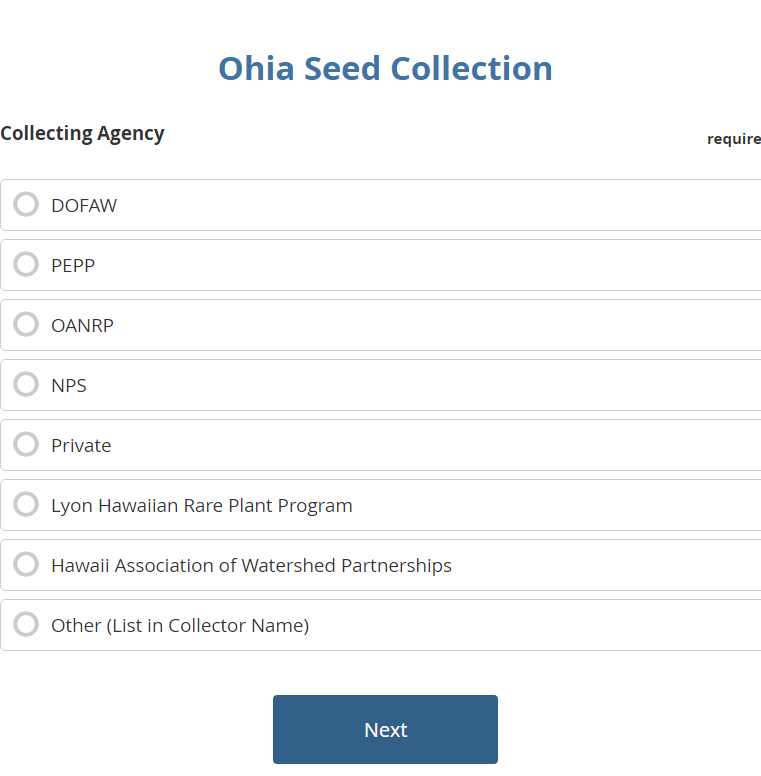 Ohia Seed Collection
Collecting Agency
require
DOFAW
PEPP
OANRP
NPS
Private
Lyon Hawaiian Rare Plant Program
Hawaii Association of Watershed Partnerships
Other (List in Collector Name)
Next